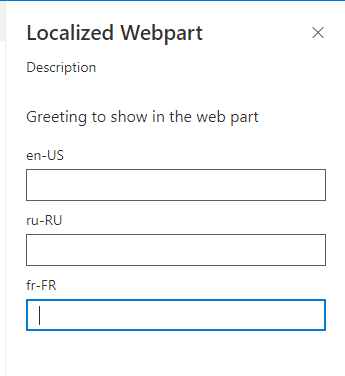 Localized Webpart
Description
Greeting to show in the web part
en-US
ru-RU
fr-FR